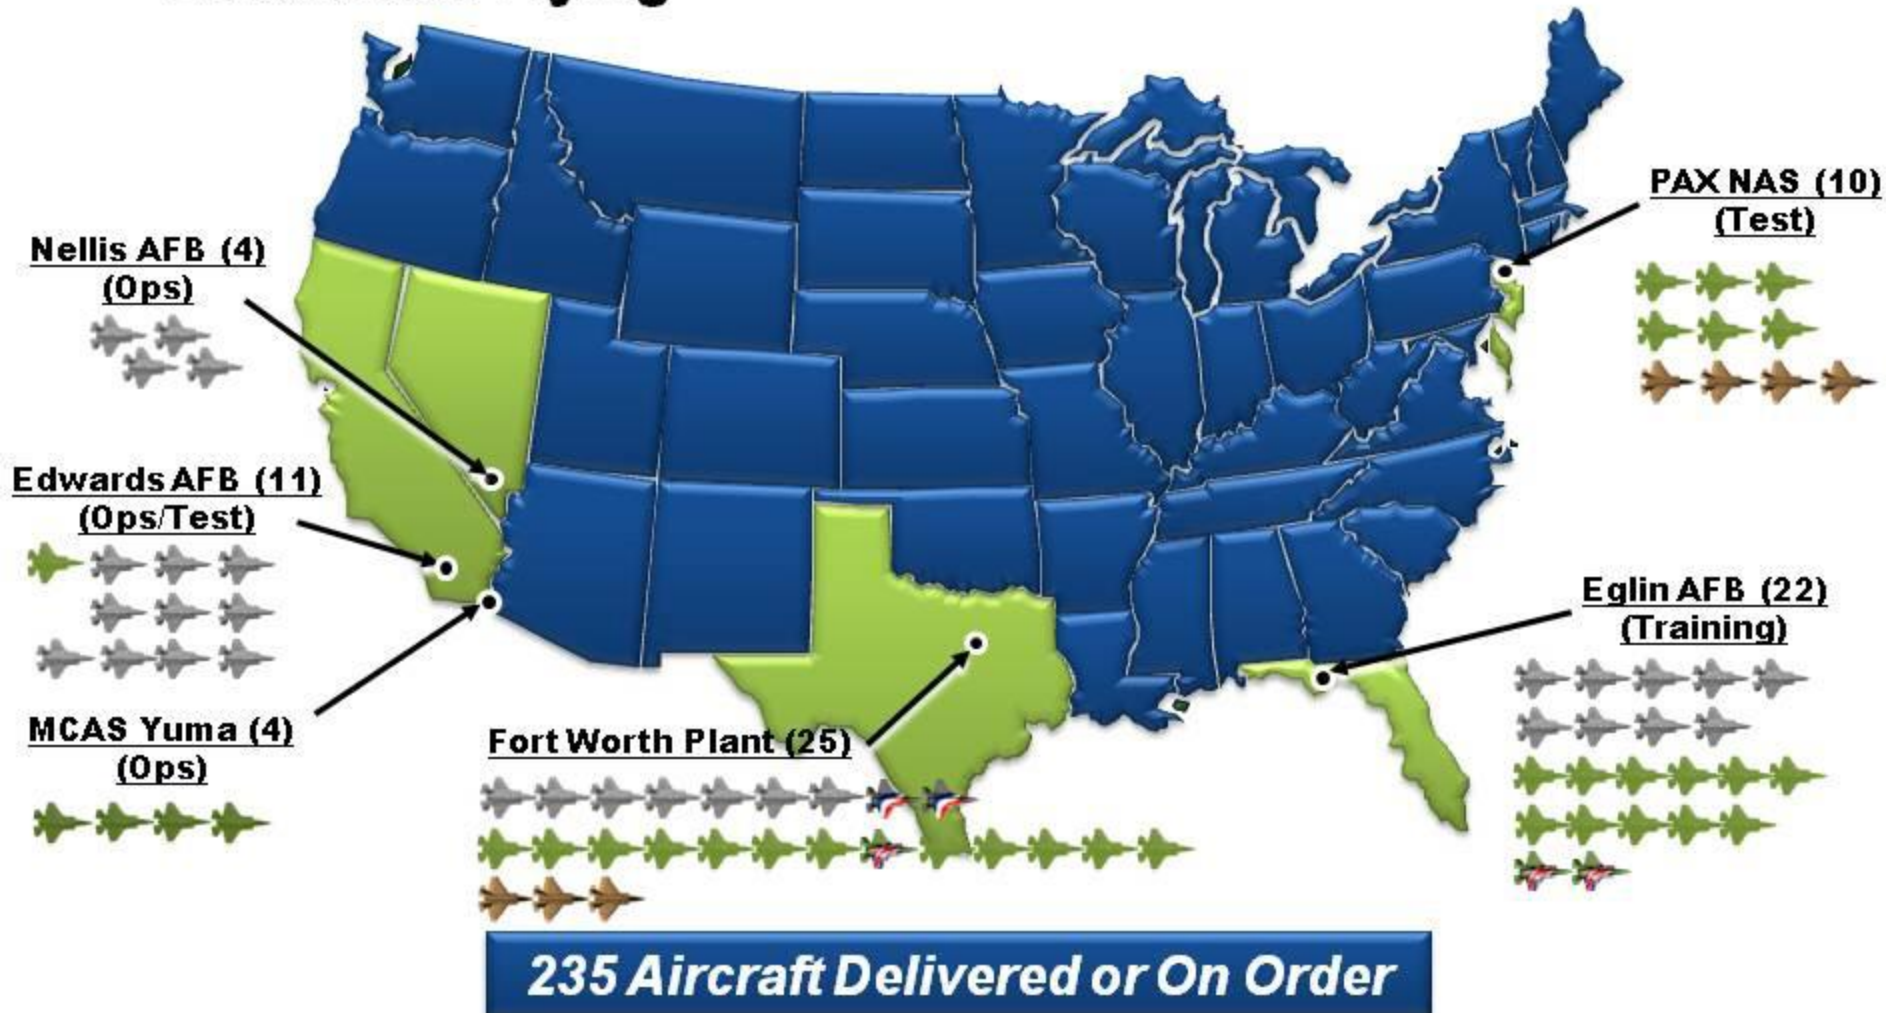 PAX NAS (10)
(Test)
Nellis AFB (4)
(Ops)
Edwards AFB (11)
(Ops/Test)
Eglin AFB (22)
(Training)
MCAS Yuma (4)
(Ops)
Fort Worth Plant (25)
235 Aircraft Delivered or On Order